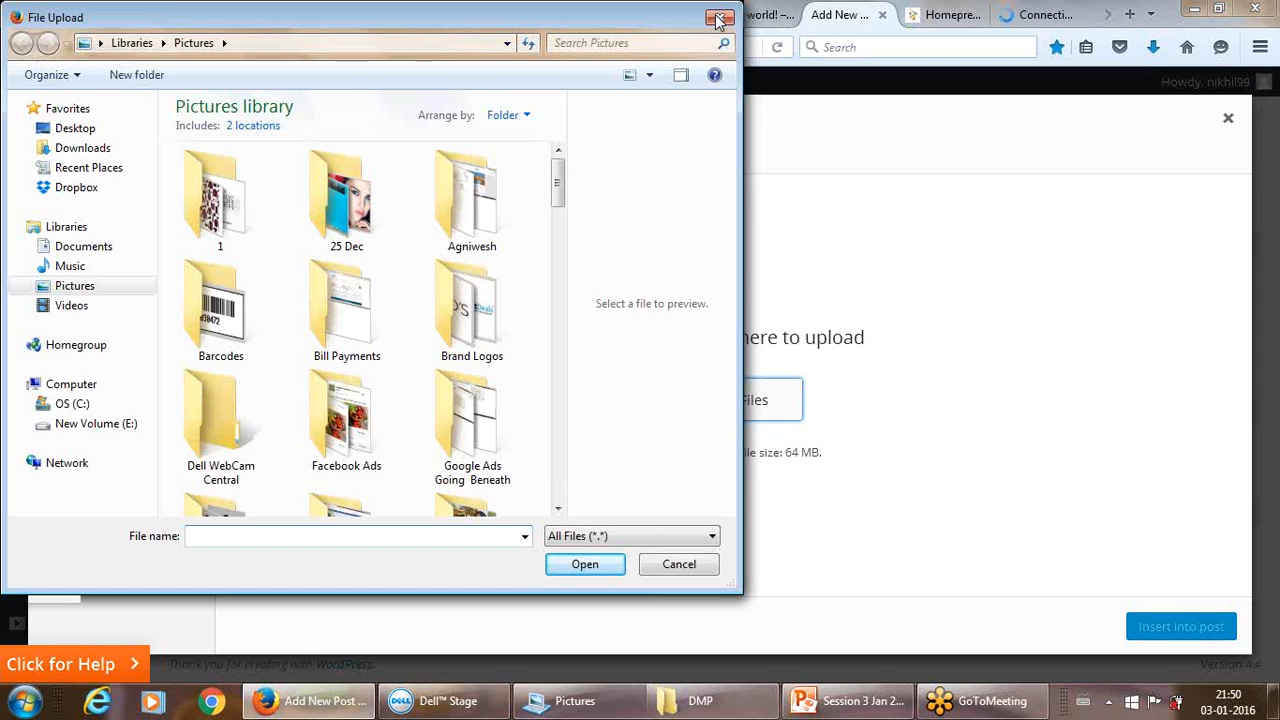 File Upload
world! –...
Add New ...
Homepre...
Connecti...
Libraries
Pictures
Search Pictures
Search
Organize
New folder
Howdy, nikhil99
Favorites
Desktop
Downloads
Recent Places
Dropbox
Libraries
Documents
Music
Pictures
Videos
Homegroup
Computer
OS (C:)
New Volume (E:)
Network
Pictures library
Includes: 2 locations
Arrange by: Folder
1
25 Dec
Agniwesh
Barcodes
Bill Payments
Brand Logos
Dell WebCam
Central
Facebook Ads
Google Ads
Going Beneath
Select a file to preview.
here to upload
Files
size: 64 MB.
File name:
All Files (*.*)
Open
Cancel
Insert into post
Click for Help
Thank you for creating with WordPress.
Version 4.4
Add New Post ...
Dell™ Stage
Pictures
DMP
Session 3 Jan 2...
GoToMeeting
21:50
03-01-2016